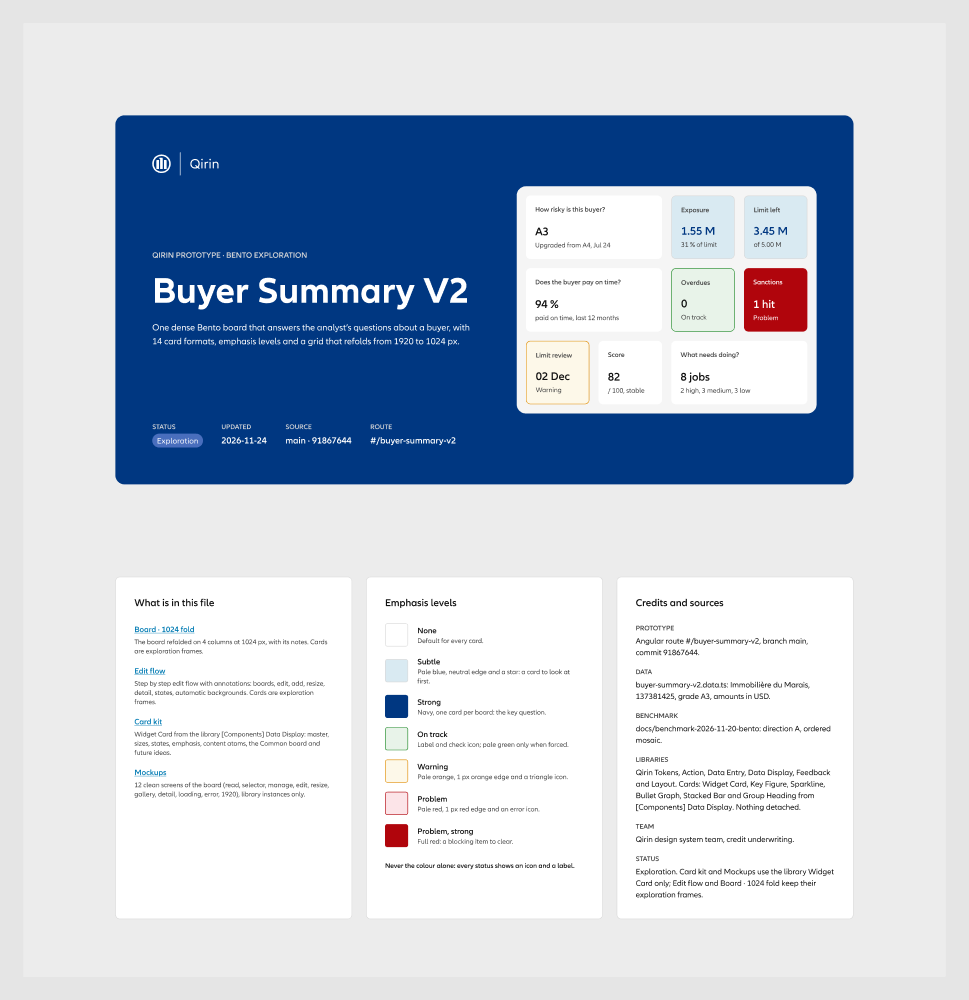 Qirin
QIRIN PROTOTYPE · BENTO EXPLORATION
Buyer Summary V2
One dense Bento board that answers the analyst's questions about a buyer, with
14 card formats, emphasis levels and a grid that refolds from 1920 to 1024 px.
STATUS
Exploration
UPDATED
2026-11-24
SOURCE
main · 91867644
ROUTE
#/buyer-summary-v2
How risky is this buyer?
A3
Upgraded from A4, Jul 24
Exposure
1.55 M
31 % of limit
Limit left
3.45 M
of 5.00 M
Does the buyer pay on time?
94 %
paid on time, last 12 months
Overdues
0
On track
Sanctions
1 hit
Problem
Limit review
02 Dec
Warning
Score
82
/ 100, stable
What needs doing?
8 jobs
2 high, 3 medium, 3 low
What is in this file
Board · 1024 fold
The board refolded on 4 columns at 1024 px, with its notes. Cards
are exploration frames.
Edit flow
Step by step edit flow with annotations: boards, edit, add, resize,
detail, states, automatic backgrounds. Cards are exploration
frames.
Card kit
Widget Card from the library [Components] Data Display: master,
sizes, states, emphasis, content atoms, the Common board and
future ideas.
Mockups
12 clean screens of the board (read, selector, manage, edit, resize,
gallery, detail, loading, error, 1920), library instances only.
Emphasis levels
None
Default for every card.
Subtle
Pale blue, neutral edge and a star: a card to look at
first.
Strong
Navy, one card per board: the key question.
On track
Label and check icon; pale green only when forced.
Warning
Pale orange, 1 px orange edge and a triangle icon.
Problem
Pale red, 1 px red edge and an error icon.
Problem, strong
Full red: a blocking item to clear.
Never the colour alone: every status shows an icon and a label.
Credits and sources
PROTOTYPE
Angular route #/buyer-summary-v2, branch main,
commit 91867644.
DATA
buyer-summary-v2.data.ts: Immobilière du Marais,
137381425, grade A3, amounts in USD.
BENCHMARK
docs/benchmark-2026-11-20-bento: direction A, ordered
mosaic.
LIBRARIES
Qirin Tokens, Action, Data Entry, Data Display, Feedback
and Layout. Cards: Widget Card, Key Figure, Sparkline,
Bullet Graph, Stacked Bar and Group Heading from
[Components] Data Display. Nothing detached.
TEAM
Qirin design system team, credit underwriting.
STATUS
Exploration. Card kit and Mockups use the library Widget
Card only; Edit flow and Board · 1024 fold keep their
exploration frames.